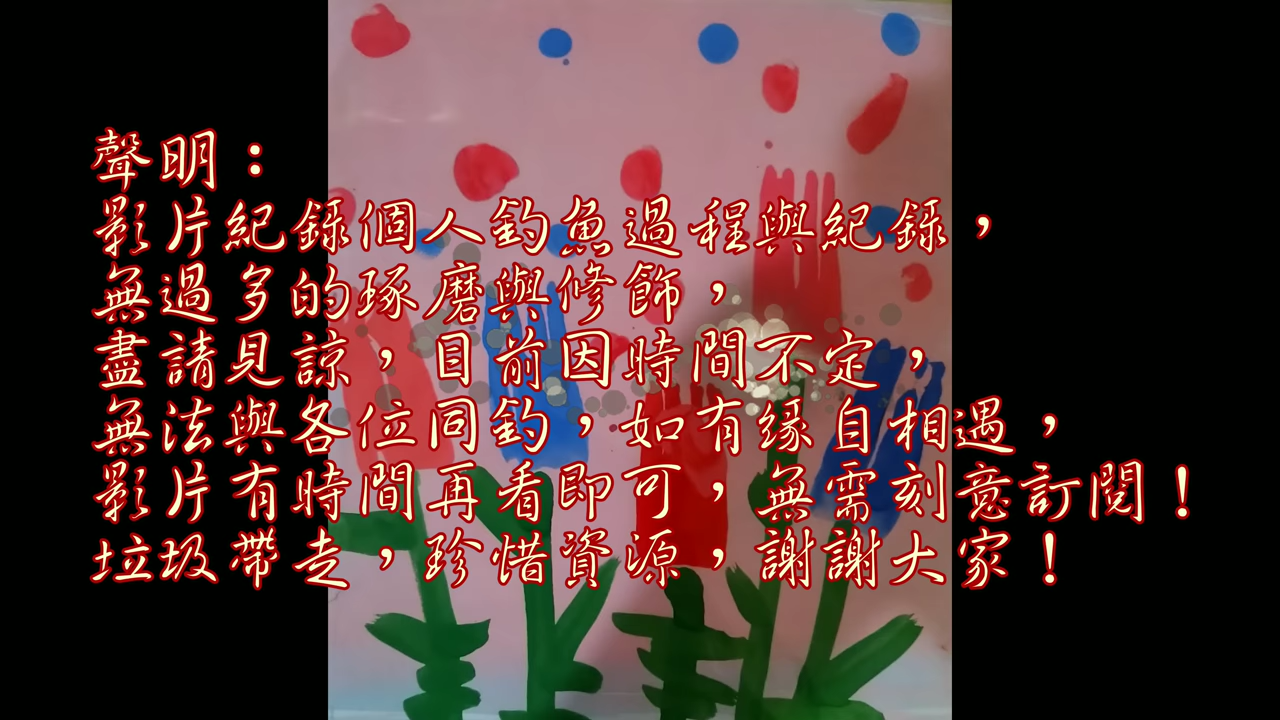 聲明：
影片紀錄個人釣魚過程與紀錄，
無過多的琢磨與修飾，
盡請見諒，目前因時間不定，
無法與各位同釣，如有緣自相遇，
影片有時間再看即可，無需刻意訂閱！
垃圾帶走，珍惜資源，謝謝大家！